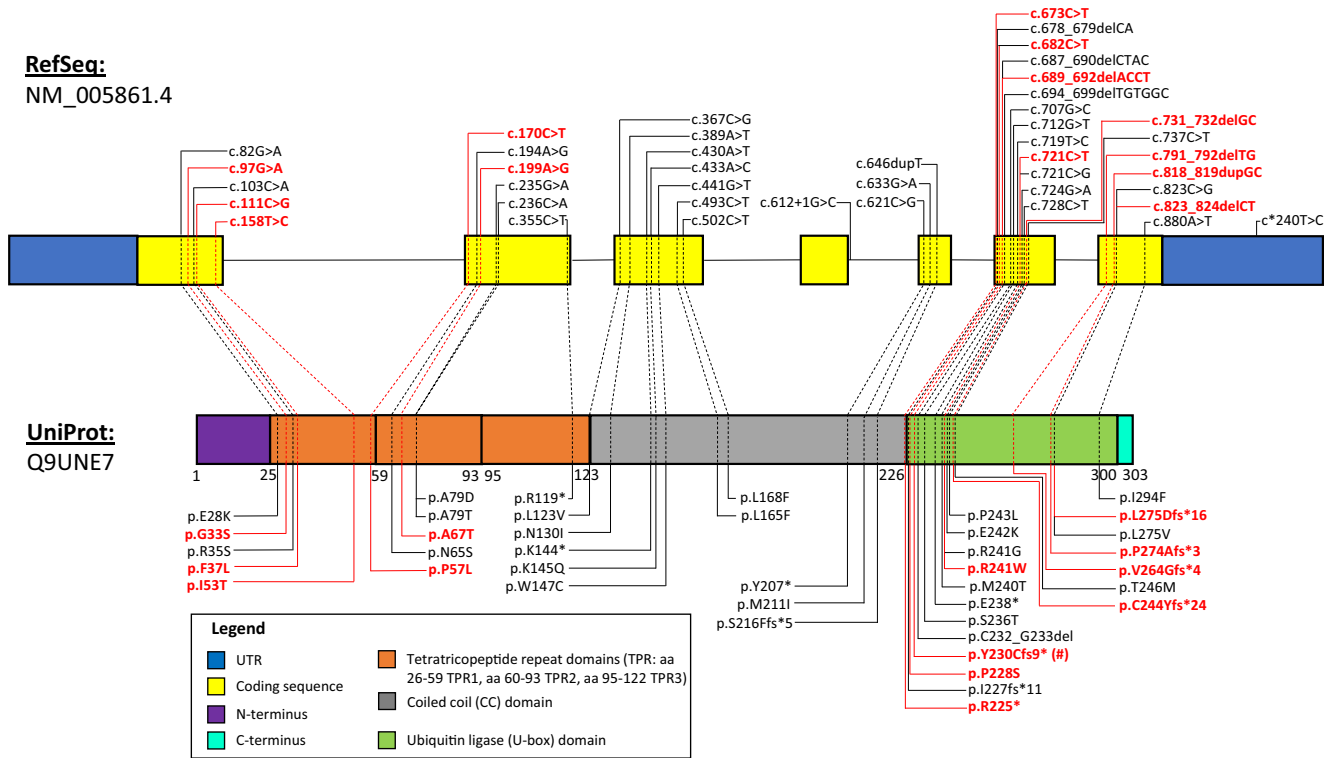 RefSeq:
NM_005861.4
c.82G>A
c.97G>A
c.103C>A
c.111C>G
c.158T>C
c.170C>T
c.194A>G
c.199A>G
c.235G>A
c.236C>A
c.355C>T
c.367C>G
c.389A>T
c.430A>T
c.433A>C
c.441G>T
c.493C>T
c.502C>T
c.612+1G>C
c.646dupT
c.633G>A
c.621C>G
c.673C>T
c.678_679delCA
c.682C>T
c.687_690delCTAC
c.689_692delACCT
c.694_699delTGTGGC
c.707G>C
c.712G>T
c.719T>C
c.721C>T
c.721C>G
c.724G>A
c.728C>T
c.731_732delGC
c.737C>T
c.791_792delTG
c.818_819dupGC
c.823C>G
c.823_824delCT
c.880A>T
c*240T>C
UniProt:
Q9UNE7
1
25
59
93
95
123
226
300
303
p.E28K
p.G33S
p.R35S
p.F37L
p.I53T
p.A79D
p.A79T
p.A67T
p.N65S
p.P57L
p.R119*
p.L123V
p.N130I
p.K144*
p.K145Q
p.W147C
p.L168F
p.L165F
p.Y207*
p.M211I
p.S216Ffs*5
p.P243L
p.E242K
p.R241G
p.R241W
p.M240T
p.E238*
p.S236T
p.C232_G233del
p.Y230Cfs9* (#)
p.P228S
p.I227fs*11
p.R225*
p.I294F
p.L275Dfs*16
p.L275V
p.P274Afs*3
p.V264Gfs*4
p.T246M
p.C244Yfs*24
Legend
UTR
Coding sequence
N-terminus
C-terminus
Tetratricopeptide repeat domains (TPR: aa
26-59 TPR1, aa 60-93 TPR2, aa 95-122 TPR3)
Coiled coil (CC) domain
Ubiquitin ligase (U-box) domain